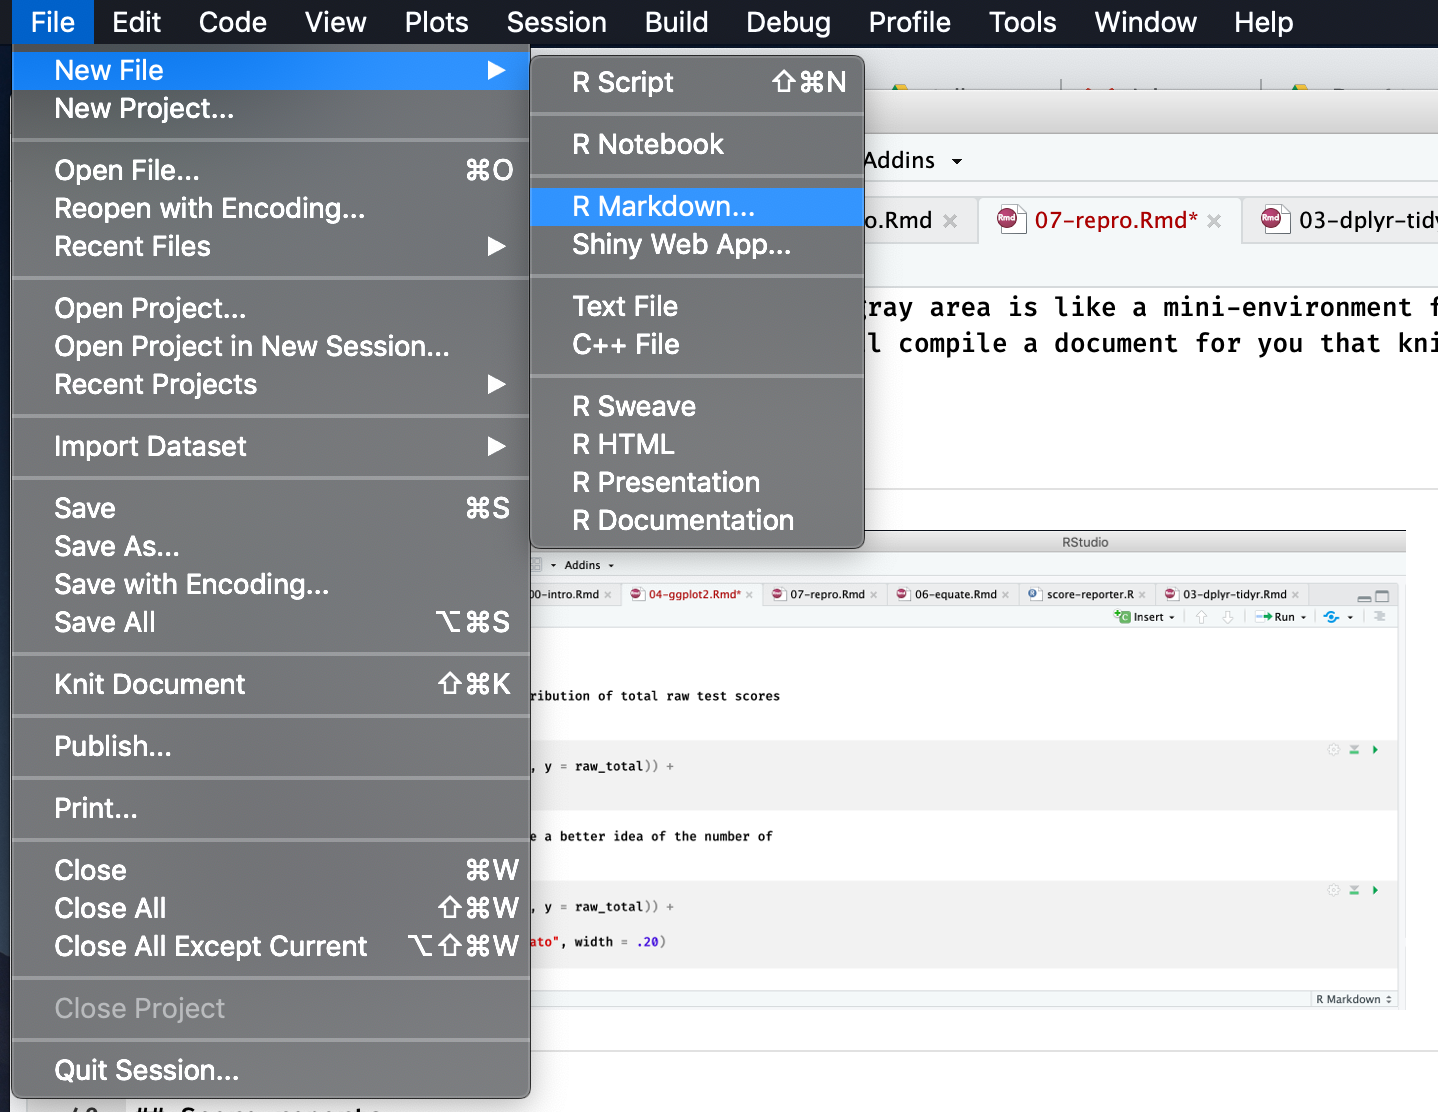 File Edit Code View Plots Session Build Debug Profile Tools Window Help
New File
New Project...
Open File... ⌘O
Reopen with Encoding...
Recent Files
Open Project...
Open Project in New Session...
Recent Projects
Import Dataset
Save ⌘S
Save As...
Save with Encoding...
Save All ⌥⌘S
Knit Document ⇧⌘K
Publish...
Print...
Close ⌘W
Close All ⇧⌘W
Close All Except Current ⌥⇧⌘W
Close Project
Quit Session...
R Script ⇧⌘N
R Notebook
R Markdown...
Shiny Web App...
Text File
C++ File
R Sweave
R HTML
R Presentation
R Documentation
Addins
o.Rmd 07-repro.Rmd* 03-dplyr-tidy
gray area is like a mini-environment f
l compile a document for you that kni
RStudio
Addins
00-intro.Rmd 04-ggplot2.Rmd* 07-repro.Rmd 06-equate.Rmd score-reporter.R 03-dplyr-tidyr.Rmd
Insert Run
ribution of total raw test scores
, y = raw_total)) +
e a better idea of the number of
, y = raw_total)) +
ato", width = .20)
R Markdown